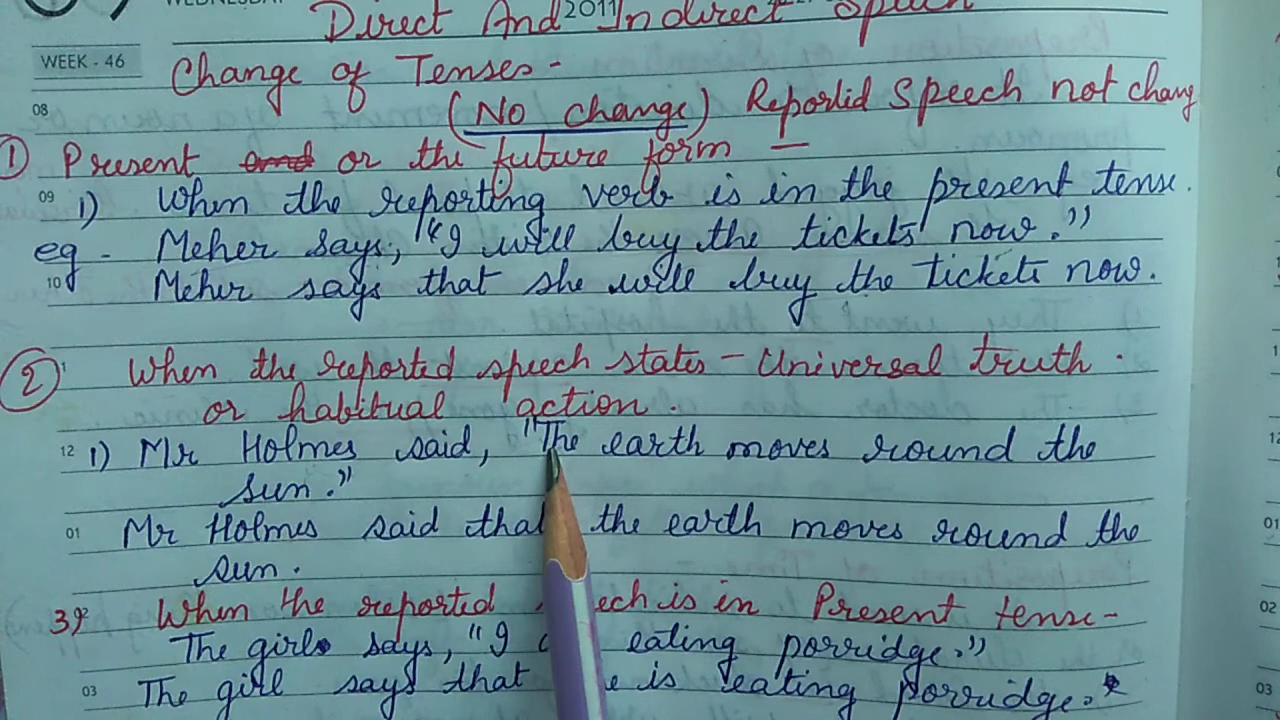 2011
Direct And Indirect Speech
WEEK - 46
Change of Tenses -
08
(No change) Reported Speech not chang
① Present or the future form -
09 1) When the reporting verb is in the present tense.
eg - Meher says, "I will buy the tickets now."
10 Meher says that she will buy the tickets now.
② When the reported speech states - Universal truth
or habitual action.
12 1) Mr Holmes said, "The earth moves round the
sun."
01 Mr Holmes said that the earth moves round the
sun.
3) When the reported is in Present tense -
The girl says, "I eating porridge."
03 The girl says that is eating porridge.
12
01
02
03